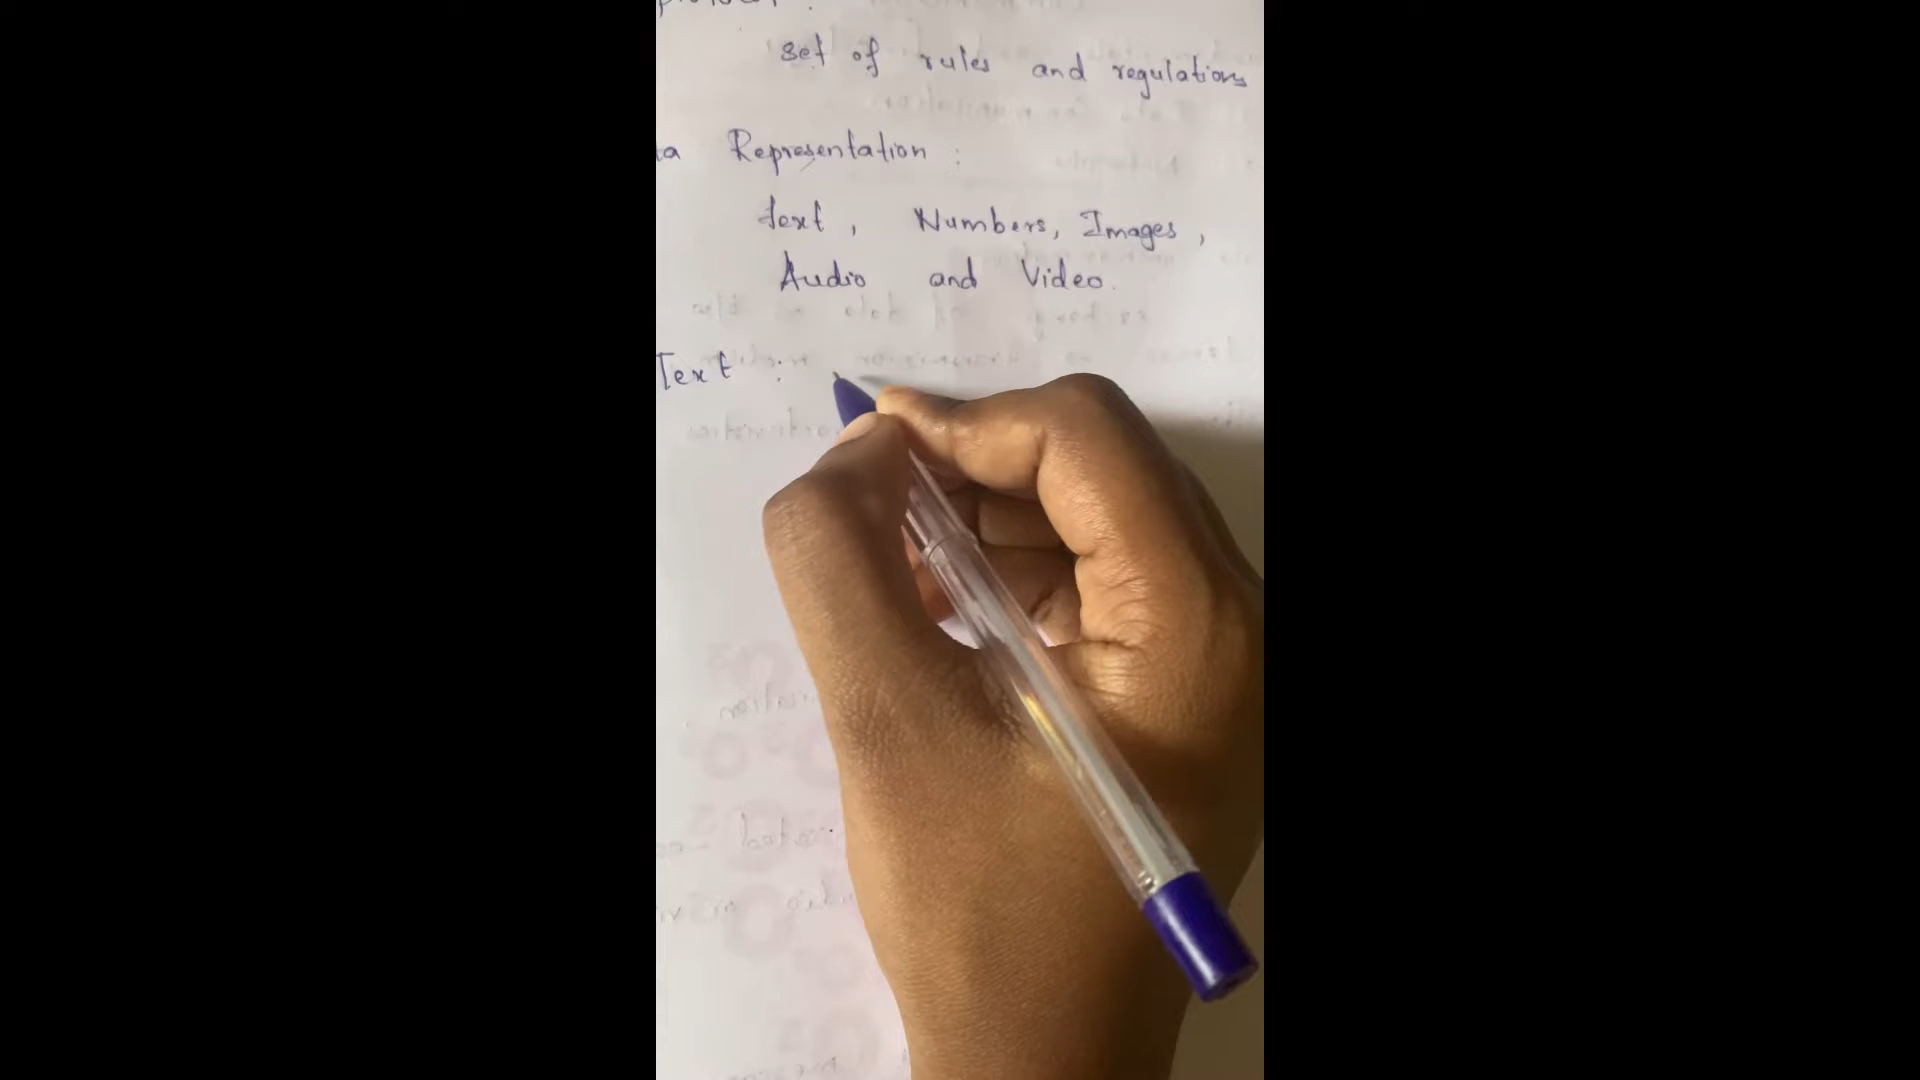 set of rules and regulations
Representation :
text , Numbers, Images ,
Audio and Video.
Text :